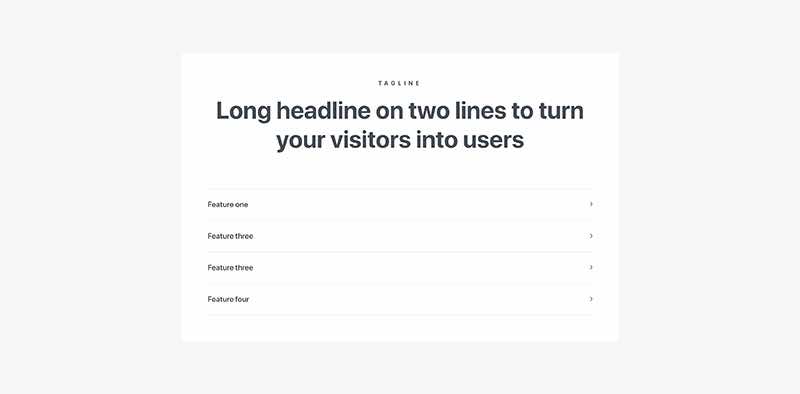 TAGLINE
Long headline on two lines to turn
your visitors into users
Feature one
Feature three
Feature three
Feature four